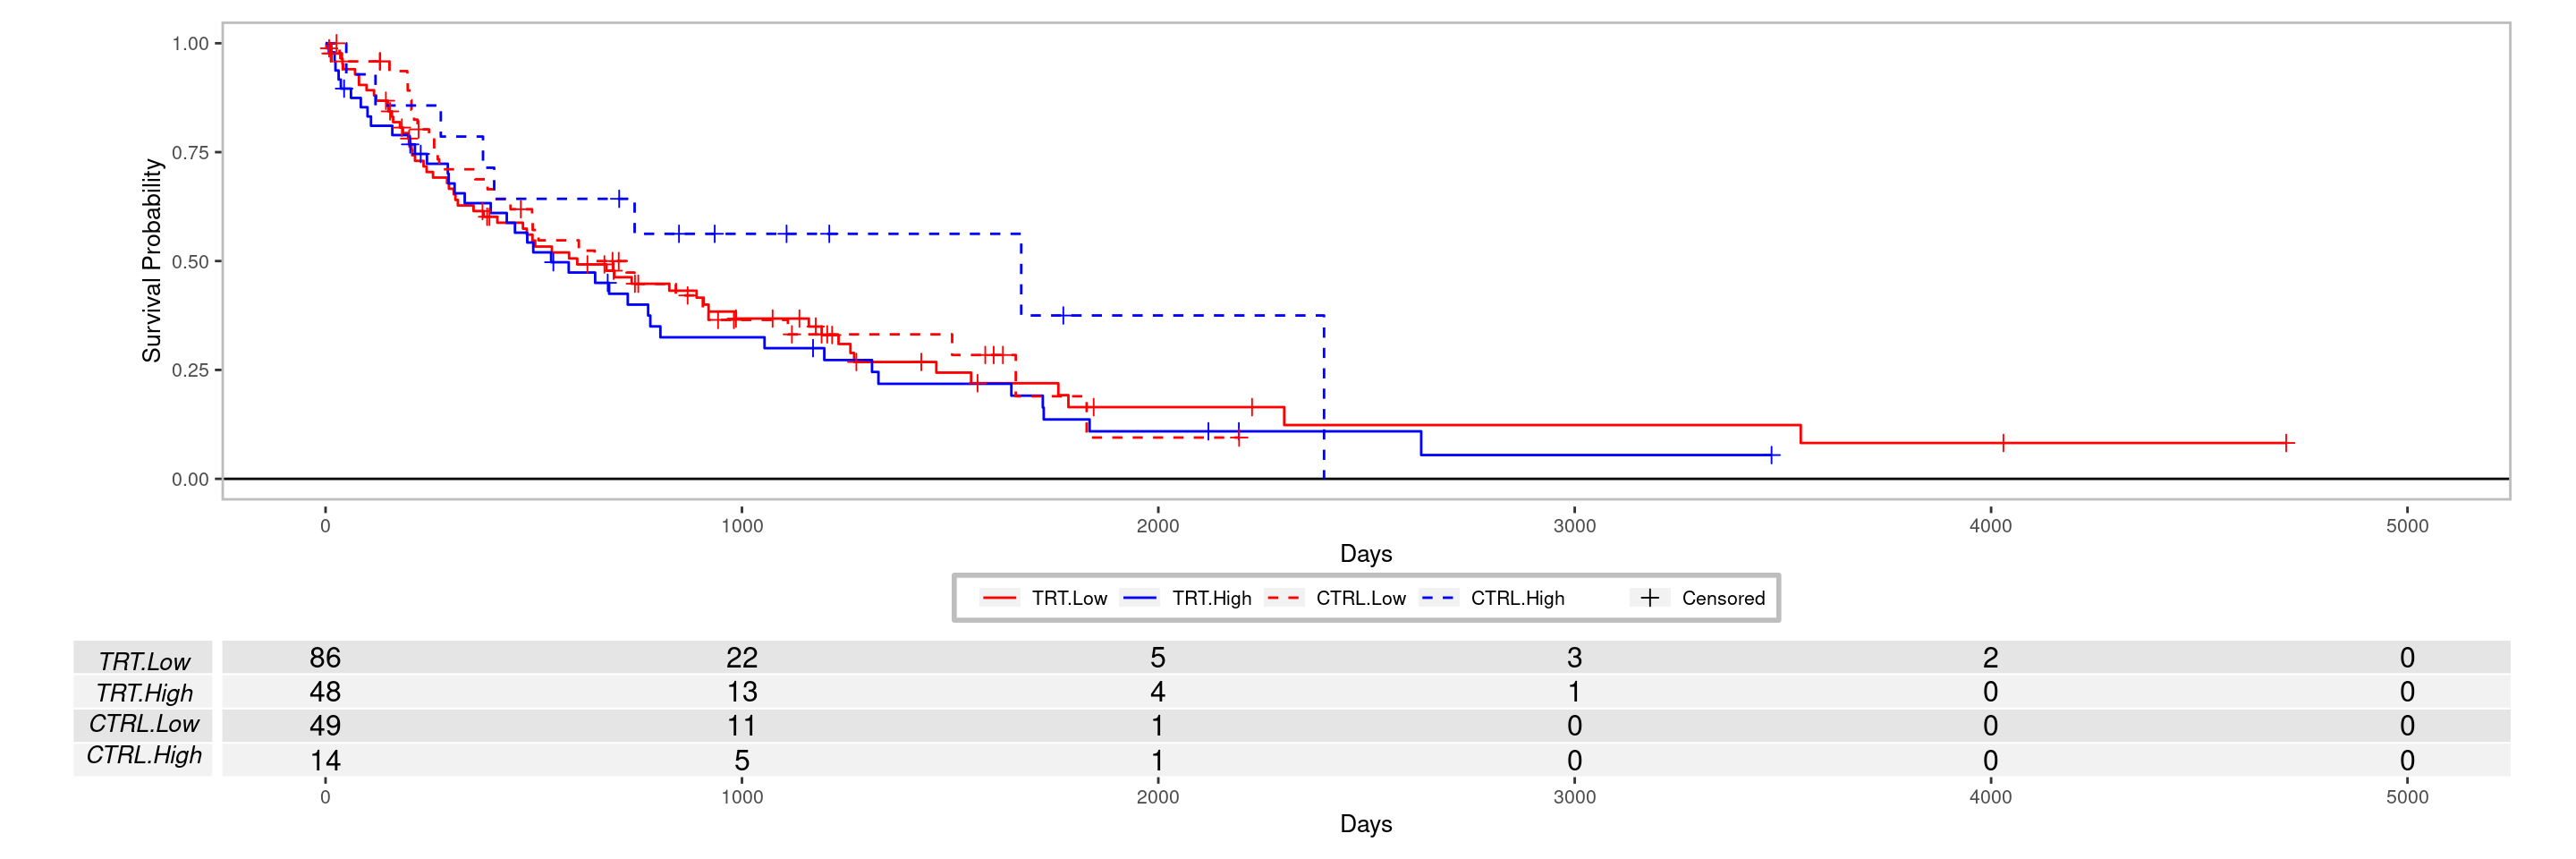 1.00
0.75
0.50
0.25
0.00
Survival Probability
0 1000 2000 3000 4000 5000
Days
TRT.Low TRT.High CTRL.Low CTRL.High Censored
TRT.Low 86 22 5 3 2 0
TRT.High 48 13 4 1 0 0
CTRL.Low 49 11 1 0 0 0
CTRL.High 14 5 1 0 0 0
0 1000 2000 3000 4000 5000
Days